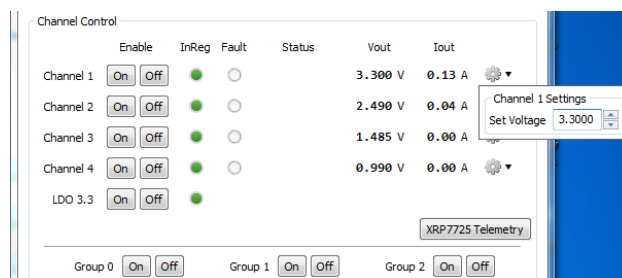 Channel Control
Enable InReg Fault Status Vout Iout
Channel 1 On Off 3.300 V 0.13 A
Channel 1 Settings
Set Voltage 3.3000
Channel 2 On Off 2.490 V 0.04 A
Channel 3 On Off 1.485 V 0.00 A
Channel 4 On Off 0.990 V 0.00 A
LDO 3.3 On Off
XRP7725 Telemetry
Group 0 On Off Group 1 On Off Group 2 On Off